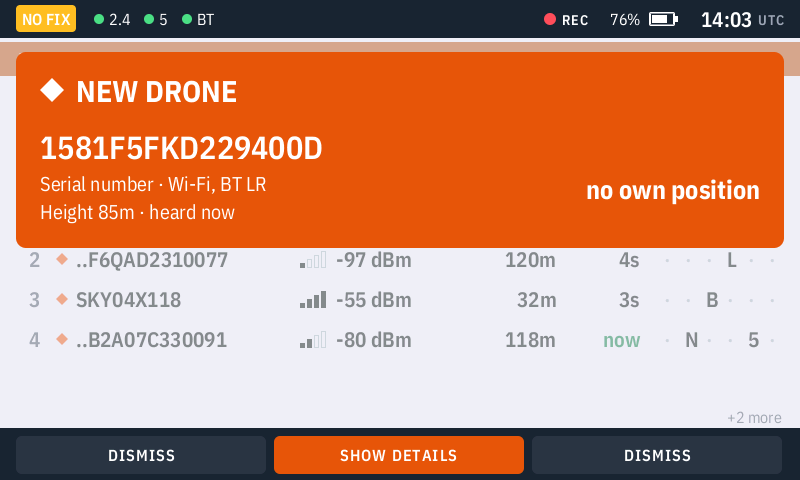 NO FIX 2.4 5 BT REC 76% 14:03 UTC
NEW DRONE
1581F5FKD229400D
Serial number · Wi-Fi, BT LR
no own position
Height 85m · heard now
2 ..F6QAD2310077 -97 dBm 120m 4s · · · L · ·
3 SKY04X118 -55 dBm 32m 3s · · B · · ·
4 ..B2A07C330091 -80 dBm 118m now · N · · 5 ·
+2 more
DISMISS SHOW DETAILS DISMISS